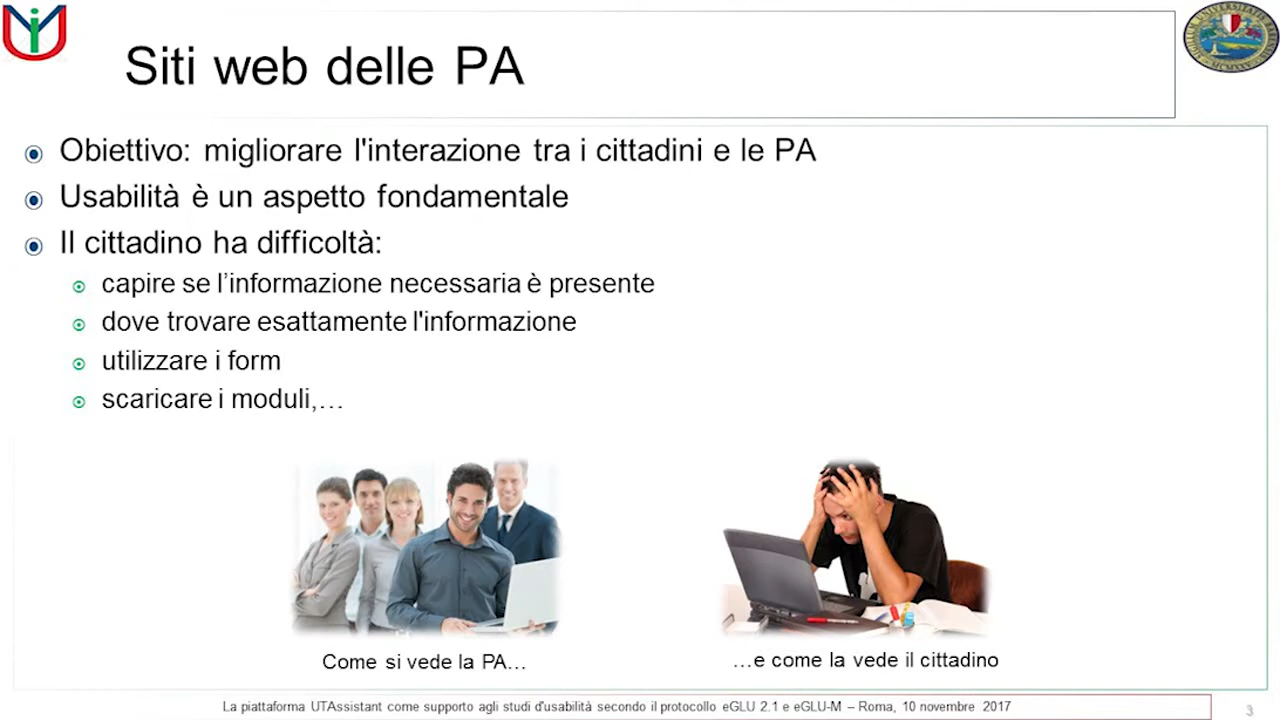 Siti web delle PA
Obiettivo: migliorare l'interazione tra i cittadini e le PA
Usabilità è un aspetto fondamentale
Il cittadino ha difficoltà:
capire se l’informazione necessaria è presente
dove trovare esattamente l'informazione
utilizzare i form
scaricare i moduli,…
Come si vede la PA…
…e come la vede il cittadino
La piattaforma UTAssistant come supporto agli studi d'usabilità secondo il protocollo eGLU 2.1 e eGLU-M – Roma, 10 novembre 2017
3